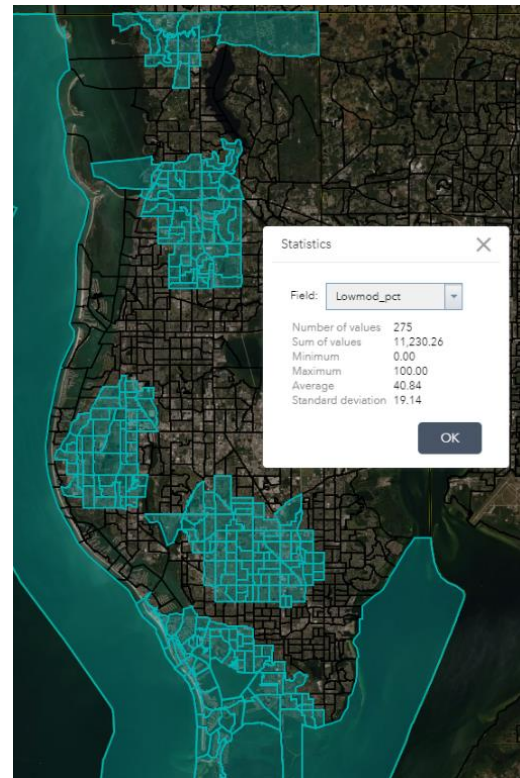 Statistics
Field: Lowmod_pct
Number of values 275
Sum of values 11,230.26
Minimum 0.00
Maximum 100.00
Average 40.84
Standard deviation 19.14
OK